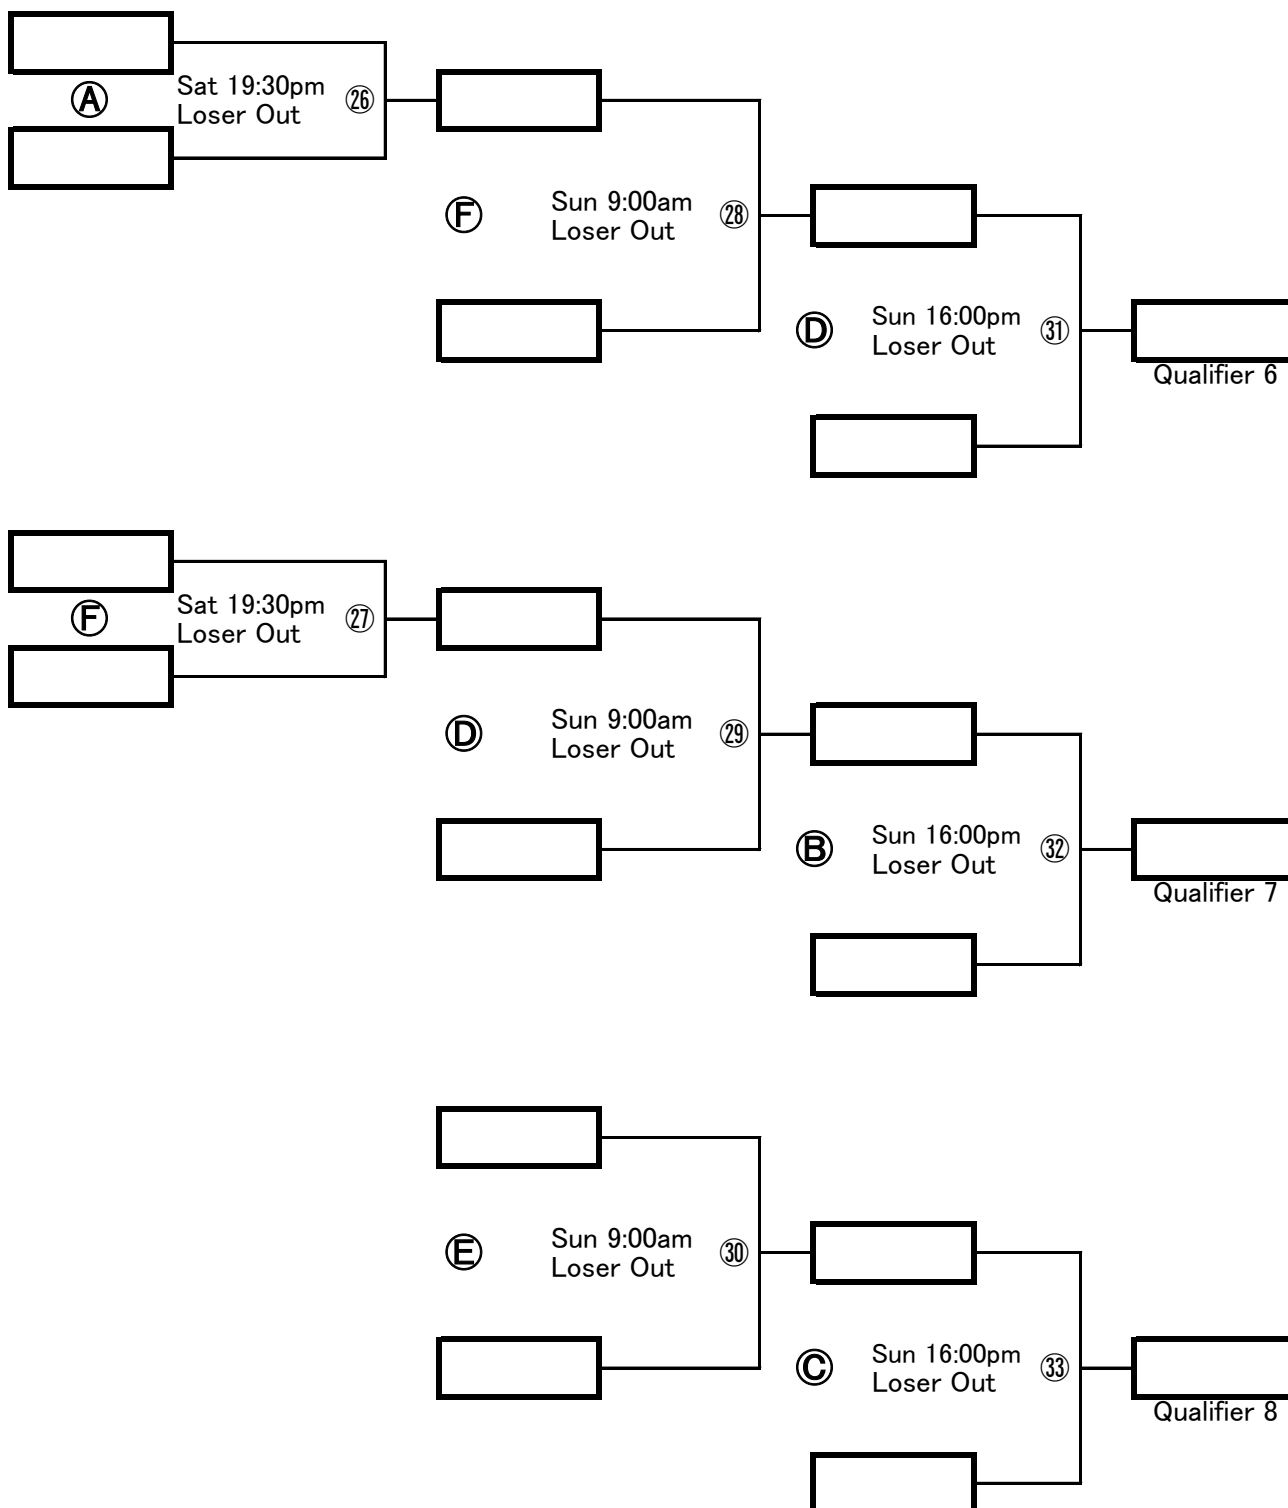 Sat 19:30pm
Ⓐ ㉖
Loser Out
Sun 9:00am
Ⓕ ㉘
Loser Out
Sun 16:00pm
Ⓓ ㉛
Loser Out
Qualifier 6
Sat 19:30pm
Ⓕ ㉗
Loser Out
Sun 9:00am
Ⓓ ㉙
Loser Out
Sun 16:00pm
Ⓑ ㉜
Loser Out
Qualifier 7
Sun 9:00am
Ⓔ ㉚
Loser Out
Sun 16:00pm
Ⓒ ㉝
Loser Out
Qualifier 8